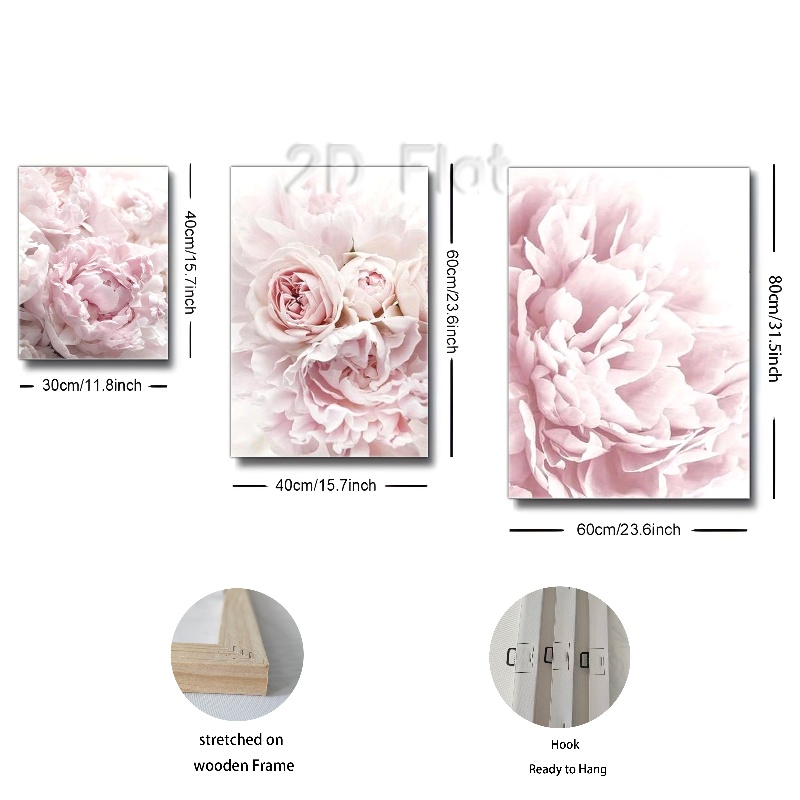 2D Flat
40cm/15.7inch
30cm/11.8inch
60cm/23.6inch
40cm/15.7inch
80cm/31.5inch
60cm/23.6inch
stretched on
wooden Frame
Hook
Ready to Hang